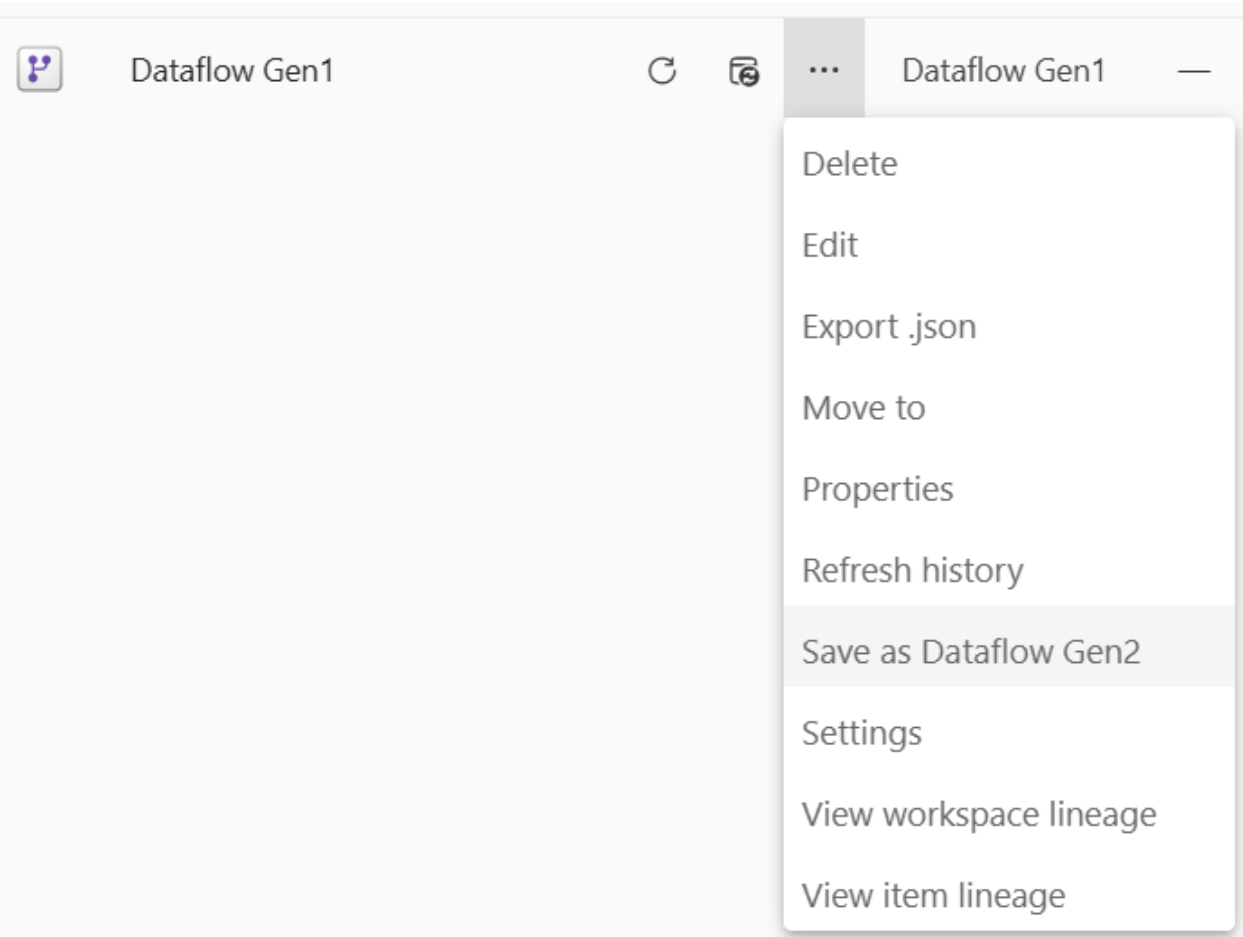 Dataflow Gen1 ... Dataflow Gen1 —
Delete
Edit
Export .json
Move to
Properties
Refresh history
Save as Dataflow Gen2
Settings
View workspace lineage
View item lineage